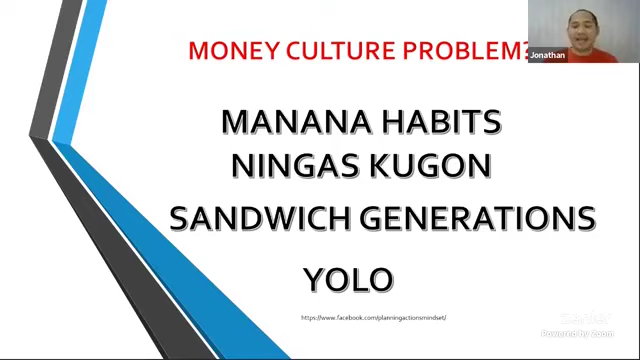 MONEY CULTURE PROBLEM?
Jonathan
MANANA HABITS
NINGAS KUGON
SANDWICH GENERATIONS
YOLO
https://www.facebook.com/planningactionsmindset/
Powered by Zoom